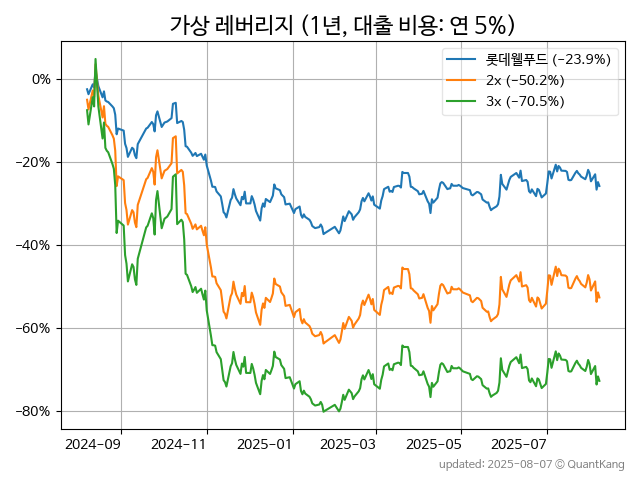 가상 레버리지 (1년, 대출 비용: 연 5%)
롯데웰푸드 (-23.9%)
2x (-50.2%)
3x (-70.5%)
0%
-20%
-40%
-60%
-80%
2024-09 2024-11 2025-01 2025-03 2025-05 2025-07
updated: 2025-08-07 © QuantKang